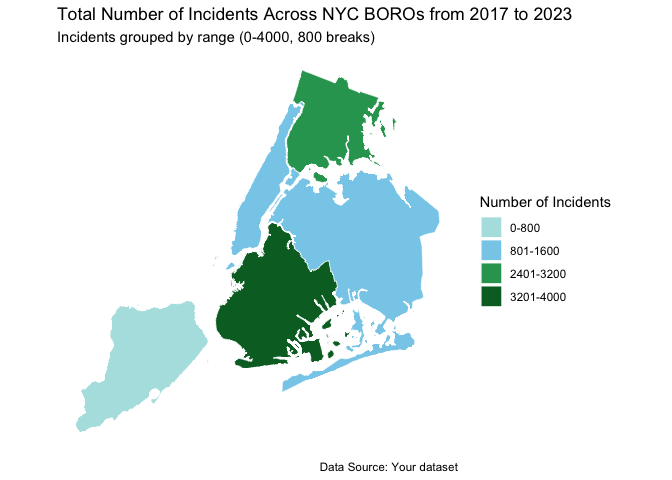 Total Number of Incidents Across NYC BOROs from 2017 to 2023
Incidents grouped by range (0-4000, 800 breaks)
Number of Incidents
0-800
801-1600
2401-3200
3201-4000
Data Source: Your dataset